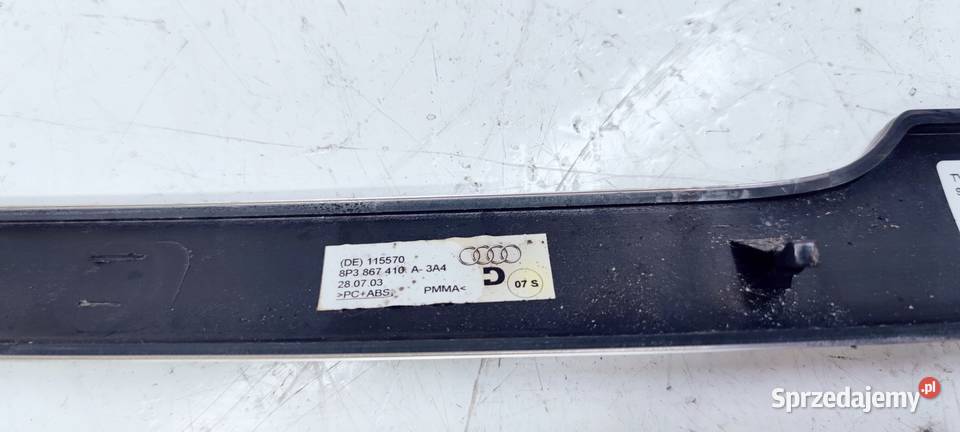 (DE) 115570
8P3 867 410 A- 3A4
28.07.03
>PC+ABS< PMMA<
D
07 S
Sprzedajemy.pl